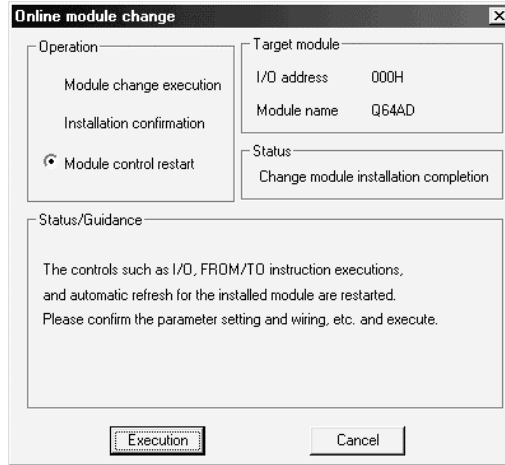 Online module change
Operation
Module change execution
Installation confirmation
Module control restart
Target module
I/O address 000H
Module name Q64AD
Status
Change module installation completion
Status/Guidance
The controls such as I/O, FROM/TO instruction executions,
and automatic refresh for the installed module are restarted.
Please confirm the parameter setting and wiring, etc. and execute.
Execution
Cancel